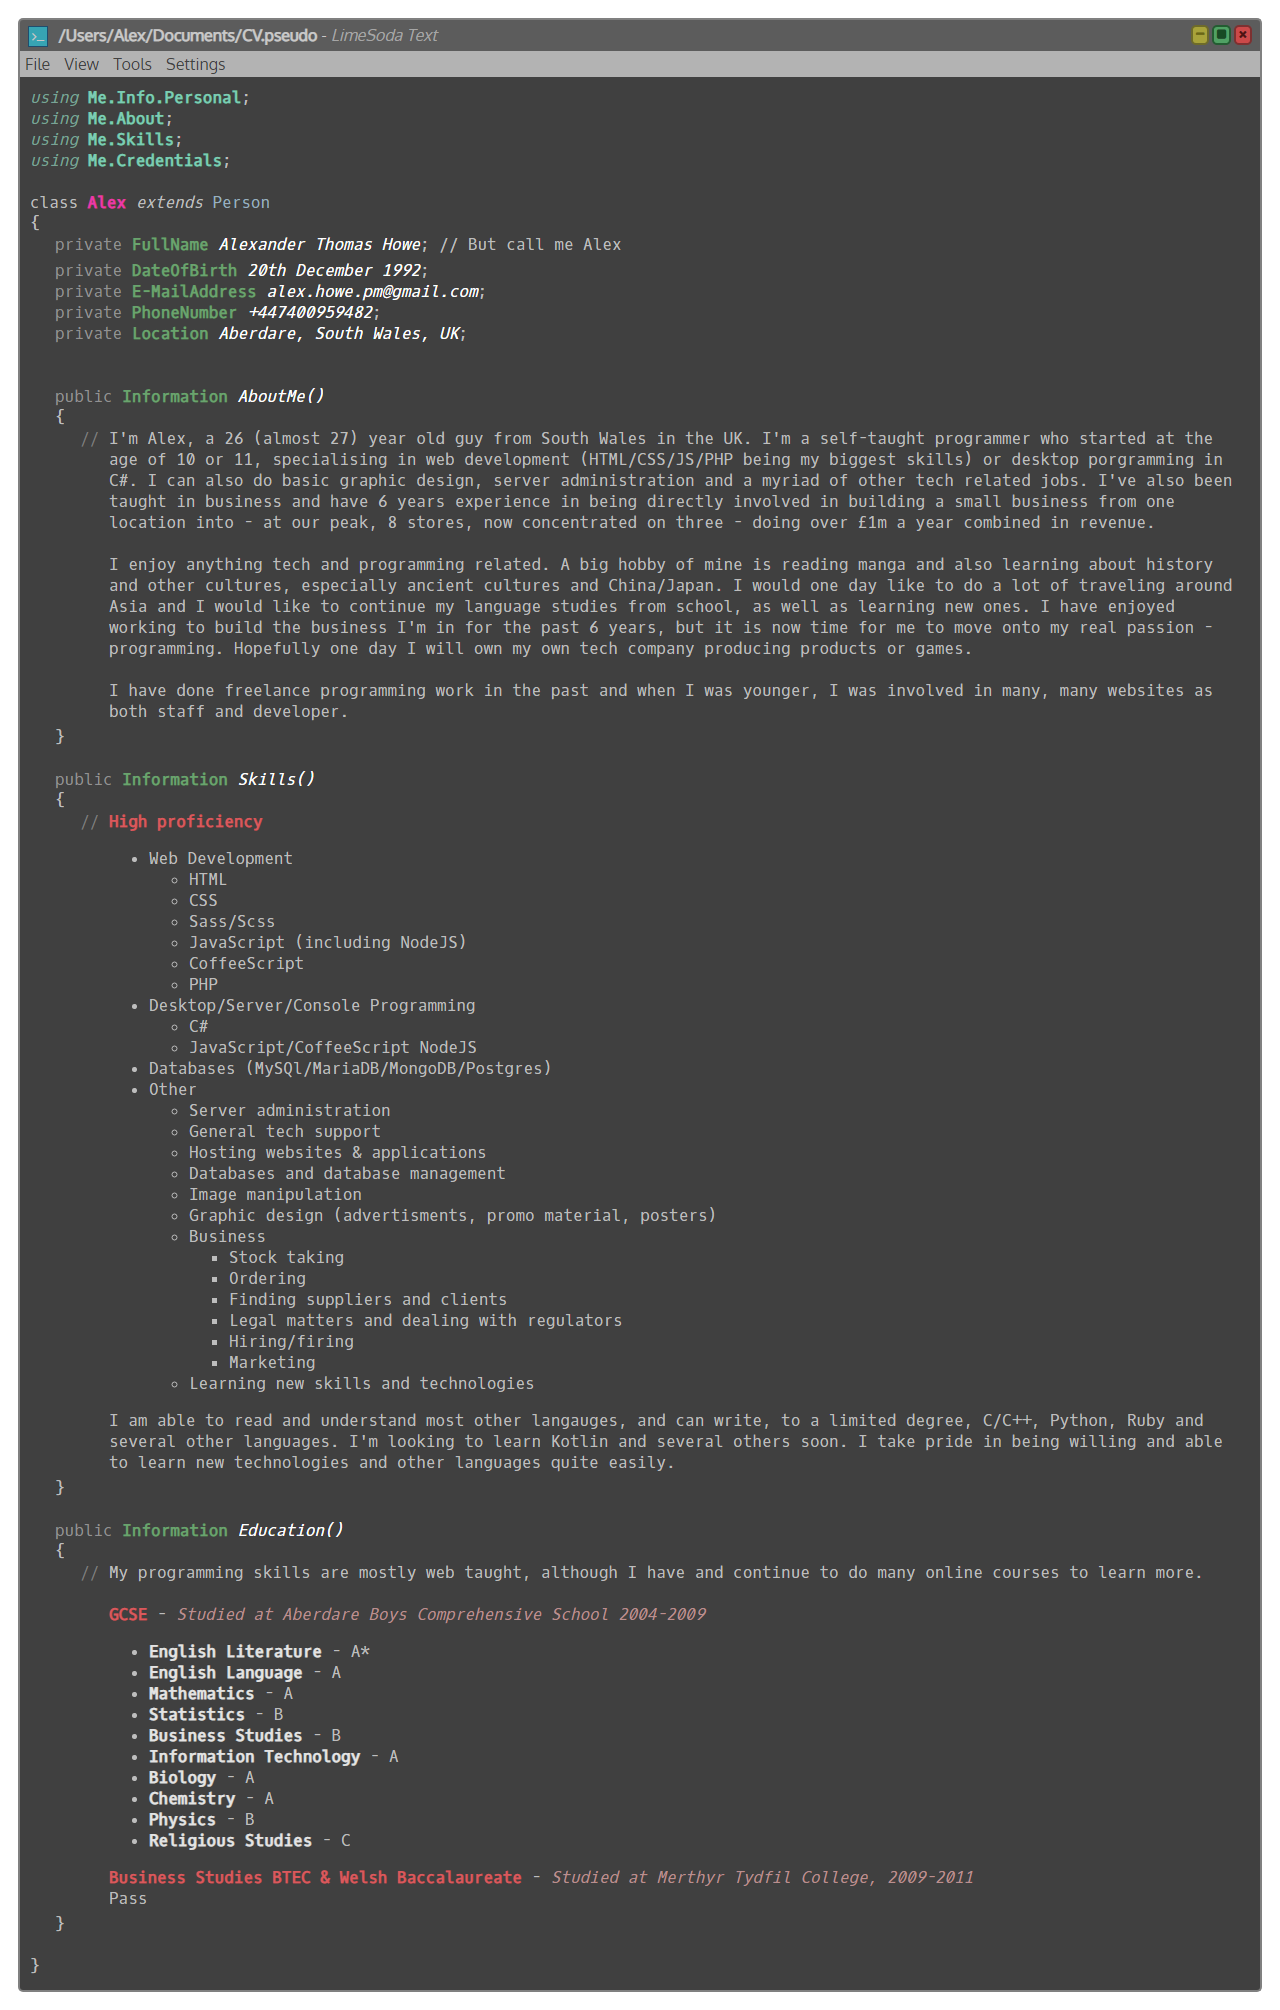 /Users/Alex/Documents/CV.pseudo - LimeSoda Text
File View Tools Settings
using Me.Info.Personal;
using Me.About;
using Me.Skills;
using Me.Credentials;
class Alex extends Person
{
private FullName Alexander Thomas Howe; // But call me Alex
private DateOfBirth 20th December 1992;
private E-MailAddress alex.howe.pm@gmail.com;
private PhoneNumber +447400959482;
private Location Aberdare, South Wales, UK;
public Information AboutMe()
{
// I'm Alex, a 26 (almost 27) year old guy from South Wales in the UK. I'm a self-taught programmer who started at the
age of 10 or 11, specialising in web development (HTML/CSS/JS/PHP being my biggest skills) or desktop porgramming in
C#. I can also do basic graphic design, server administration and a myriad of other tech related jobs. I've also been
taught in business and have 6 years experience in being directly involved in building a small business from one
location into - at our peak, 8 stores, now concentrated on three - doing over £1m a year combined in revenue.
I enjoy anything tech and programming related. A big hobby of mine is reading manga and also learning about history
and other cultures, especially ancient cultures and China/Japan. I would one day like to do a lot of traveling around
Asia and I would like to continue my language studies from school, as well as learning new ones. I have enjoyed
working to build the business I'm in for the past 6 years, but it is now time for me to move onto my real passion -
programming. Hopefully one day I will own my own tech company producing products or games.
I have done freelance programming work in the past and when I was younger, I was involved in many, many websites as
both staff and developer.
}
public Information Skills()
{
// High proficiency
• Web Development
◦ HTML
◦ CSS
◦ Sass/Scss
◦ JavaScript (including NodeJS)
◦ CoffeeScript
◦ PHP
• Desktop/Server/Console Programming
◦ C#
◦ JavaScript/CoffeeScript NodeJS
• Databases (MySQl/MariaDB/MongoDB/Postgres)
• Other
◦ Server administration
◦ General tech support
◦ Hosting websites & applications
◦ Databases and database management
◦ Image manipulation
◦ Graphic design (advertisments, promo material, posters)
◦ Business
▪ Stock taking
▪ Ordering
▪ Finding suppliers and clients
▪ Legal matters and dealing with regulators
▪ Hiring/firing
▪ Marketing
◦ Learning new skills and technologies
I am able to read and understand most other langauges, and can write, to a limited degree, C/C++, Python, Ruby and
several other languages. I'm looking to learn Kotlin and several others soon. I take pride in being willing and able
to learn new technologies and other languages quite easily.
}
public Information Education()
{
// My programming skills are mostly web taught, although I have and continue to do many online courses to learn more.
GCSE - Studied at Aberdare Boys Comprehensive School 2004-2009
• English Literature - A*
• English Language - A
• Mathematics - A
• Statistics - B
• Business Studies - B
• Information Technology - A
• Biology - A
• Chemistry - A
• Physics - B
• Religious Studies - C
Business Studies BTEC & Welsh Baccalaureate - Studied at Merthyr Tydfil College, 2009-2011
Pass
}
}